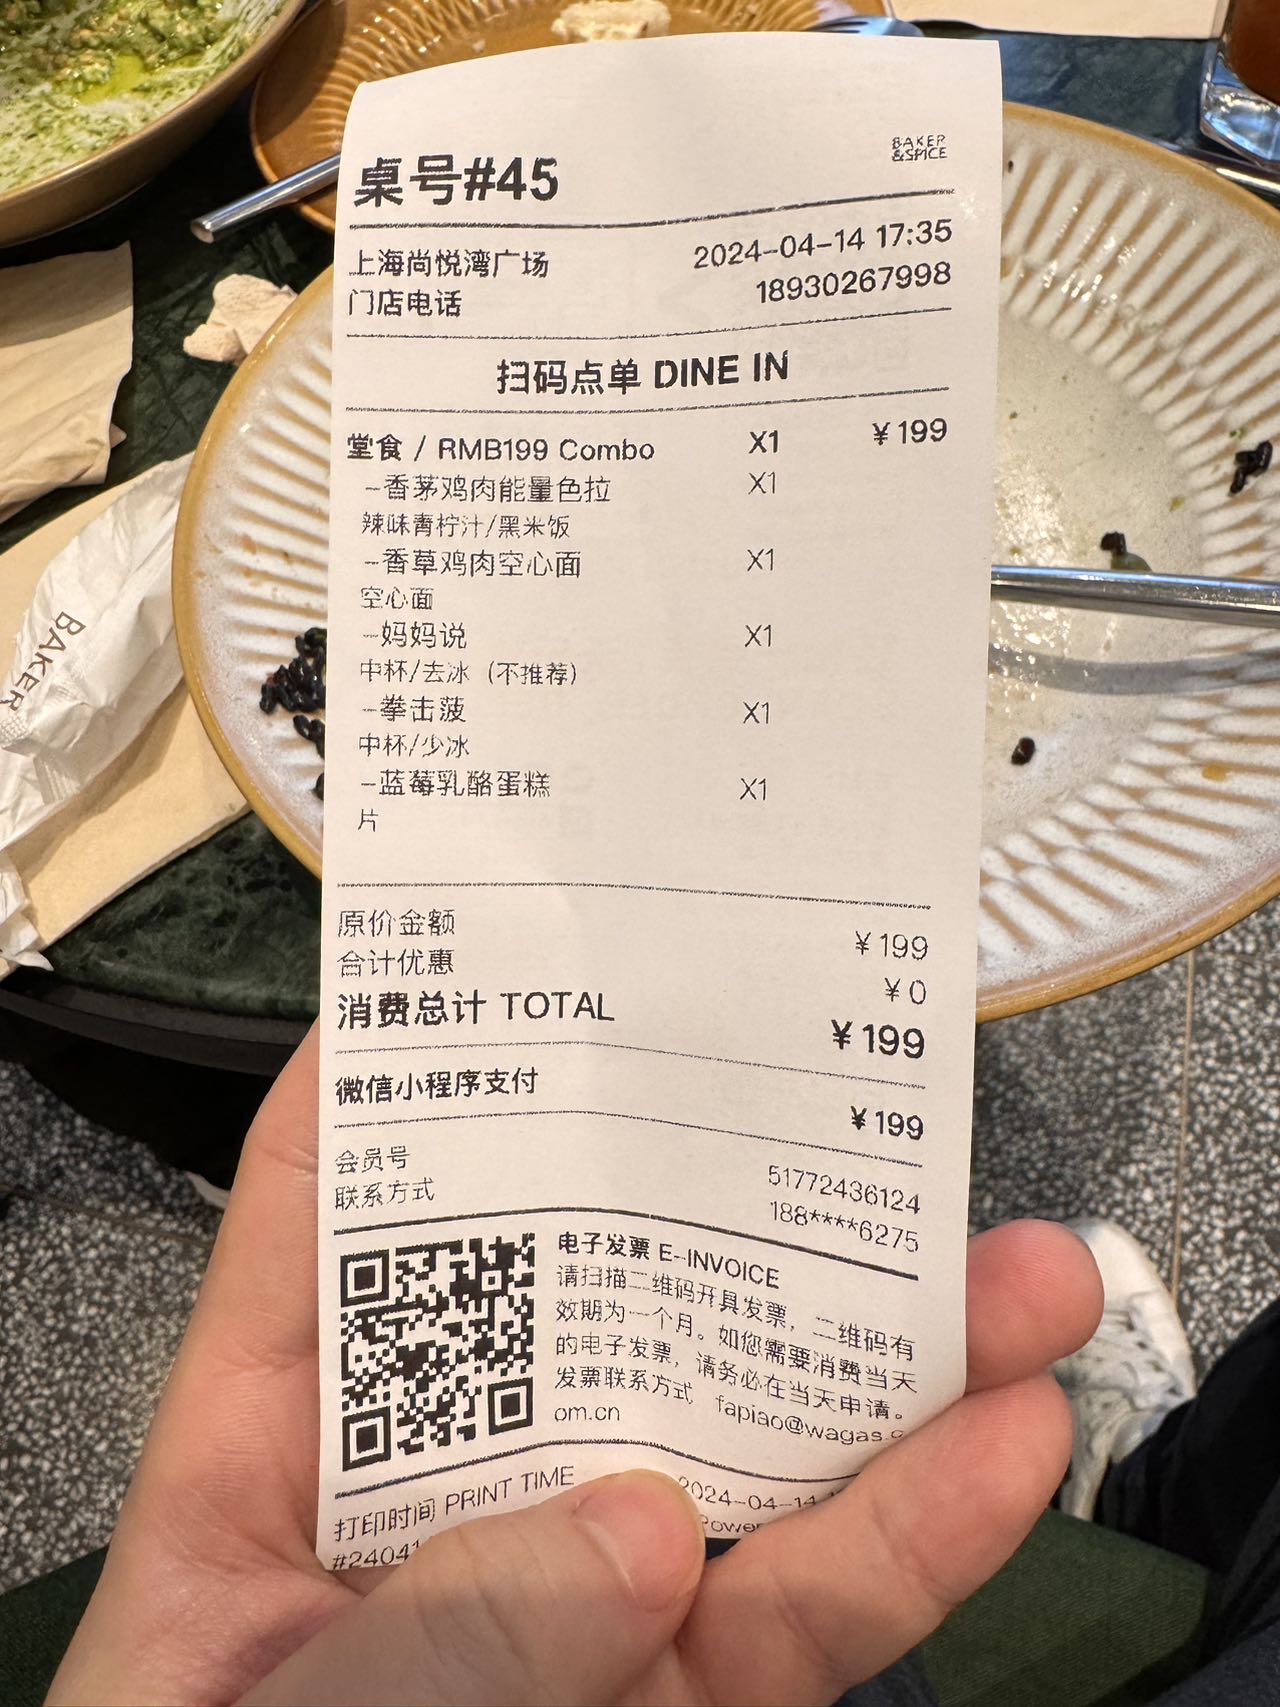 BAKER
&SPICE
桌号#45
上海尚悦湾广场 2024-04-14 17:35
门店电话 18930267998
扫码点单 DINE IN
堂食 / RMB199 Combo X1 ¥199
-香茅鸡肉能量色拉 X1
辣味青柠汁/黑米饭
-香草鸡肉空心面 X1
空心面
-妈妈说 X1
中杯/去冰 (不推荐)
-拳击菠 X1
中杯/少冰
-蓝莓乳酪蛋糕 X1
片
原价金额 ¥199
合计优惠 ¥0
消费总计 TOTAL ¥199
微信小程序支付 ¥199
会员号 51772436124
联系方式 188****6275
电子发票 E-INVOICE
请扫描二维码开具发票，二维码有
效期为一个月。如您需要消费当天
的电子发票，请务必在当天申请。
发票联系方式 fapiao@wagas.c
om.cn
打印时间 PRINT TIME 2024-04-14
#24041 Power
BAKER